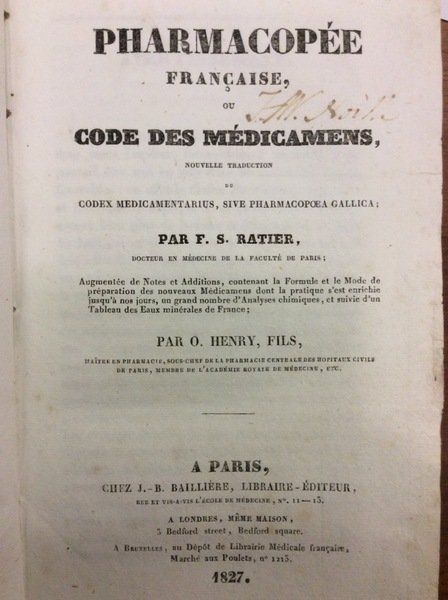 PHARMACOPÉE
FRANÇAISE,
OU
CODE DES MÉDICAMENS,
NOUVELLE TRADUCTION
DU
CODEX MEDICAMENTARIUS, SIVE PHARMACOPŒA GALLICA;
PAR F. S. RATIER,
DOCTEUR EN MÉDECINE DE LA FACULTÉ DE PARIS;
Augmentée de Notes et Additions, contenant la Formule et le Mode de
préparation des nouveaux Médicamens dont la pratique s'est enrichie
jusqu'à nos jours, un grand nombre d'Analyses chimiques, et suivie d'un
Tableau des Eaux minérales de France;
PAR O. HENRY, FILS,
MAÎTRE EN PHARMACIE, SOUS-CHEF DE LA PHARMACIE CENTRALE DES HOPITAUX CIVILS
DE PARIS, MEMBRE DE L'ACADÉMIE ROYALE DE MÉDECINE, ETC.
A PARIS,
CHEZ J.-B. BAILLIÈRE, LIBRAIRE-ÉDITEUR,
RUE ET VIS-A-VIS L'ÉCOLE DE MÉDECINE, Nº. 11—13.
A LONDRES, MÊME MAISON,
3 Bedford street, Bedford square.
A BRUXELLES, au Dépôt de Librairie Médicale française,
Marché aux Poulets, nº 1213.
1827.